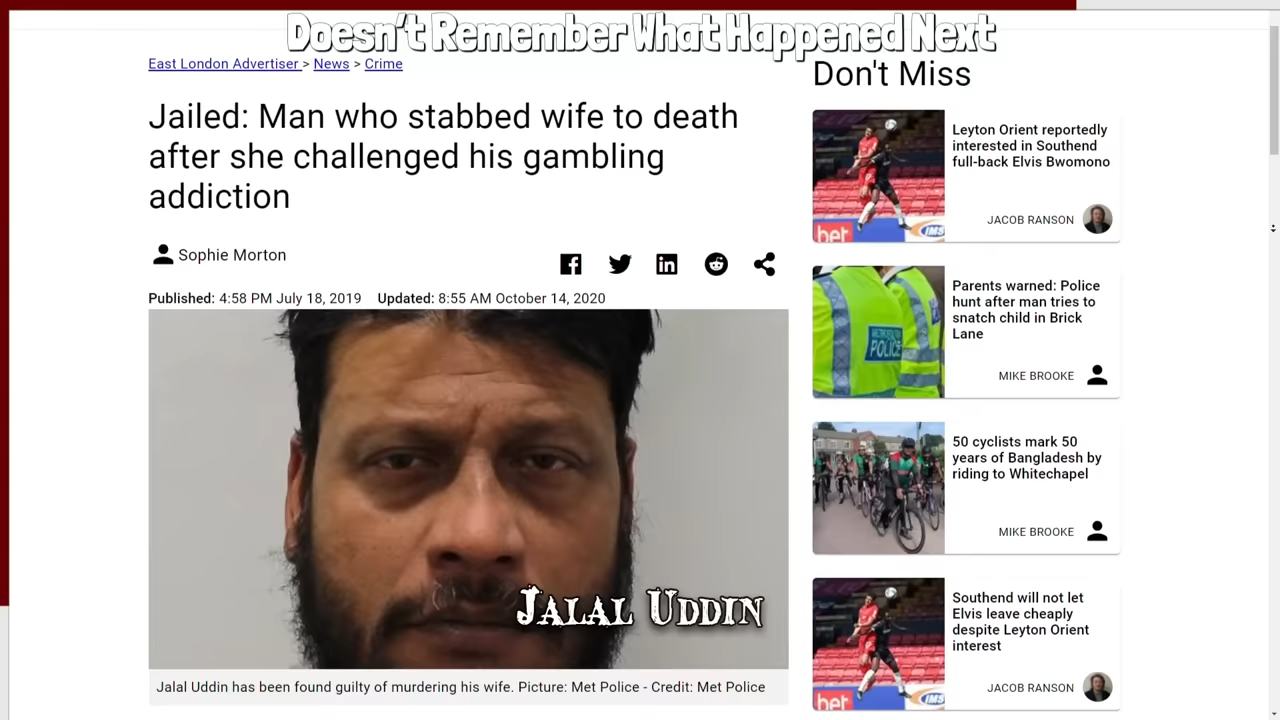 Doesn't Remember What Happened Next
East London Advertiser > News > Crime
Jailed: Man who stabbed wife to death
after she challenged his gambling
addiction
Sophie Morton
Published: 4:58 PM July 18, 2019 Updated: 8:55 AM October 14, 2020
JALAL UDDIN
Jalal Uddin has been found guilty of murdering his wife. Picture: Met Police - Credit: Met Police
Don't Miss
Leyton Orient reportedly
interested in Southend
full-back Elvis Bwomono
JACOB RANSON
bet
Parents warned: Police
hunt after man tries to
snatch child in Brick
Lane
MIKE BROOKE
METROPOLITAN
POLICE
50 cyclists mark 50
years of Bangladesh by
riding to Whitechapel
MIKE BROOKE
Southend will not let
Elvis leave cheaply
despite Leyton Orient
interest
JACOB RANSON
bet